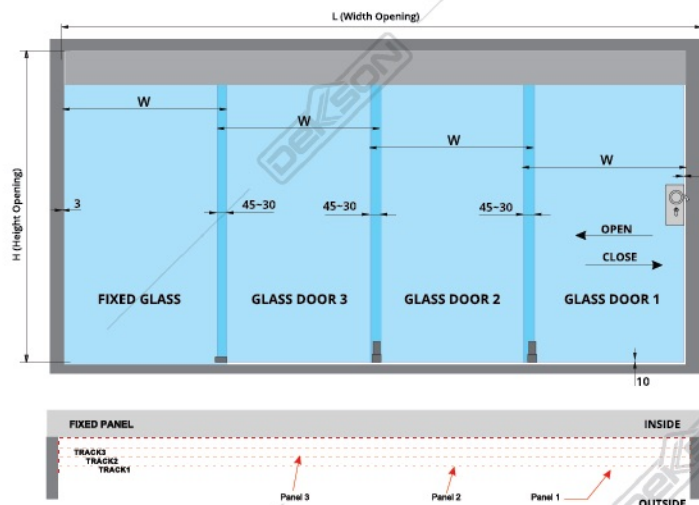 L (Width Opening)
DEKKSON
H (Height Opening)
W
W
W
W
3
45~30
45~30
45~30
OPEN
CLOSE
FIXED GLASS
GLASS DOOR 3
GLASS DOOR 2
GLASS DOOR 1
10
FIXED PANEL
INSIDE
TRACK3
TRACK2
TRACK1
Panel 3
Panel 2
Panel 1
OUTSIDE